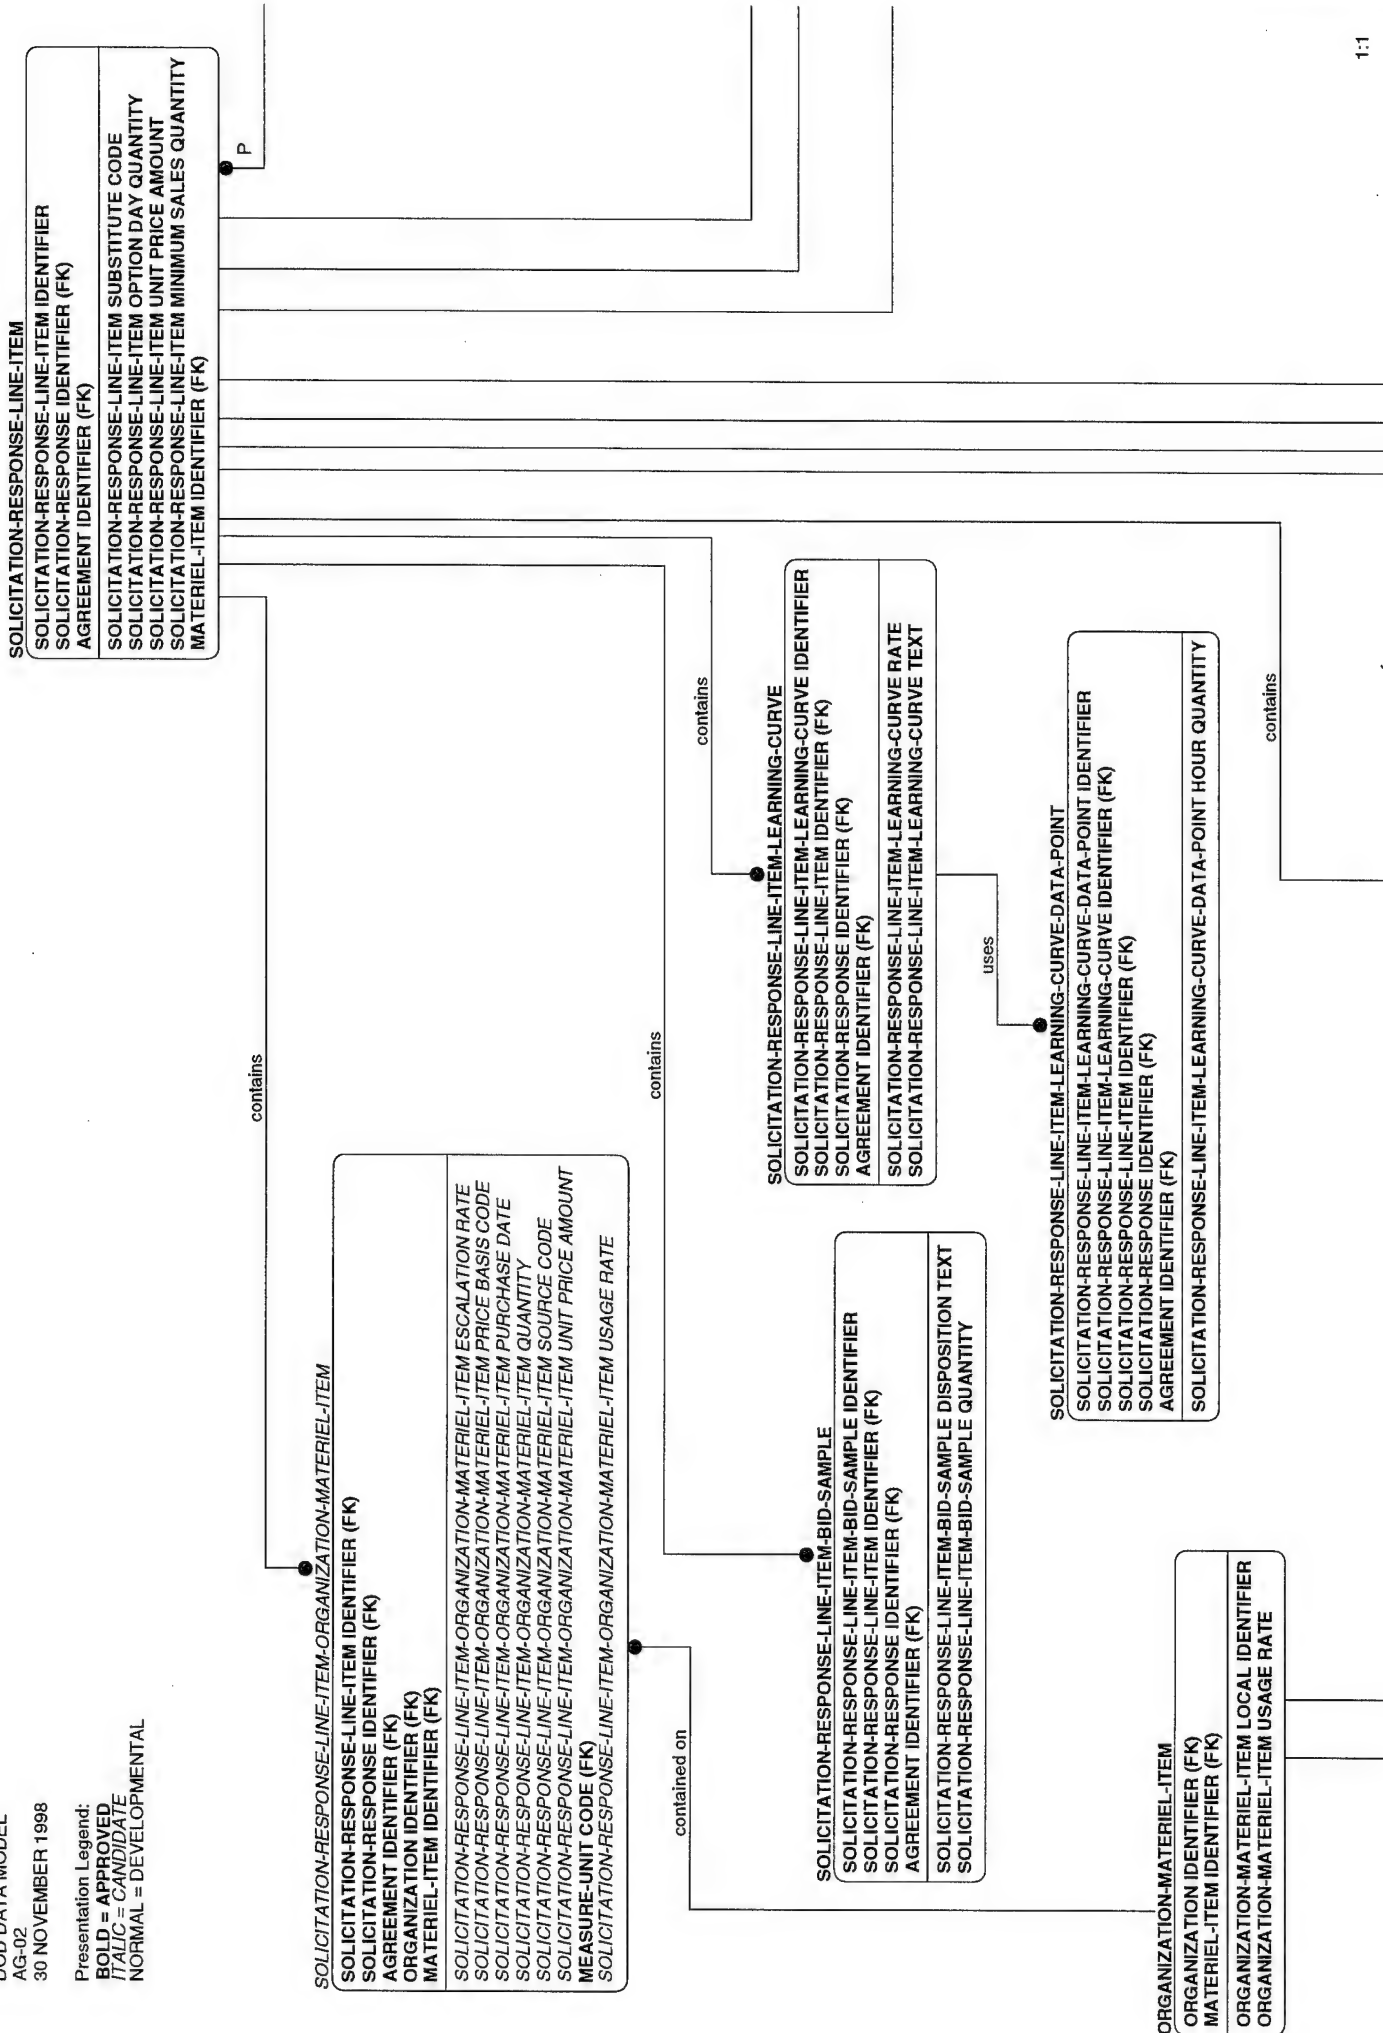 DOD DATA MODEL
AG-02
30 NOVEMBER 1998
Presentation Legend:
BOLD = APPROVED
ITALIC = CANDIDATE
NORMAL = DEVELOPMENTAL
SOLICITATION-RESPONSE-LINE-ITEM
SOLICITATION-RESPONSE-LINE-ITEM IDENTIFIER
SOLICITATION-RESPONSE IDENTIFIER (FK)
AGREEMENT IDENTIFIER (FK)
SOLICITATION-RESPONSE-LINE-ITEM SUBSTITUTE CODE
SOLICITATION-RESPONSE-LINE-ITEM OPTION DAY QUANTITY
SOLICITATION-RESPONSE-LINE-ITEM UNIT PRICE AMOUNT
SOLICITATION-RESPONSE-LINE-ITEM MINIMUM SALES QUANTITY
MATERIEL-ITEM IDENTIFIER (FK)
P
contains
SOLICITATION-RESPONSE-LINE-ITEM-ORGANIZATION-MATERIEL-ITEM
SOLICITATION-RESPONSE-LINE-ITEM IDENTIFIER (FK)
SOLICITATION-RESPONSE IDENTIFIER (FK)
AGREEMENT IDENTIFIER (FK)
ORGANIZATION IDENTIFIER (FK)
MATERIEL-ITEM IDENTIFIER (FK)
SOLICITATION-RESPONSE-LINE-ITEM-ORGANIZATION-MATERIEL-ITEM ESCALATION RATE
SOLICITATION-RESPONSE-LINE-ITEM-ORGANIZATION-MATERIEL-ITEM PRICE BASIS CODE
SOLICITATION-RESPONSE-LINE-ITEM-ORGANIZATION-MATERIEL-ITEM PURCHASE DATE
SOLICITATION-RESPONSE-LINE-ITEM-ORGANIZATION-MATERIEL-ITEM QUANTITY
SOLICITATION-RESPONSE-LINE-ITEM-ORGANIZATION-MATERIEL-ITEM SOURCE CODE
SOLICITATION-RESPONSE-LINE-ITEM-ORGANIZATION-MATERIEL-ITEM UNIT PRICE AMOUNT
MEASURE-UNIT CODE (FK)
SOLICITATION-RESPONSE-LINE-ITEM-ORGANIZATION-MATERIEL-ITEM USAGE RATE
contained on
contains
contains
SOLICITATION-RESPONSE-LINE-ITEM-LEARNING-CURVE
SOLICITATION-RESPONSE-LINE-ITEM-LEARNING-CURVE IDENTIFIER
SOLICITATION-RESPONSE-LINE-ITEM IDENTIFIER (FK)
SOLICITATION-RESPONSE IDENTIFIER (FK)
AGREEMENT IDENTIFIER (FK)
SOLICITATION-RESPONSE-LINE-ITEM-LEARNING-CURVE RATE
SOLICITATION-RESPONSE-LINE-ITEM-LEARNING-CURVE TEXT
SOLICITATION-RESPONSE-LINE-ITEM-BID-SAMPLE
SOLICITATION-RESPONSE-LINE-ITEM-BID-SAMPLE IDENTIFIER
SOLICITATION-RESPONSE-LINE-ITEM IDENTIFIER (FK)
SOLICITATION-RESPONSE IDENTIFIER (FK)
AGREEMENT IDENTIFIER (FK)
SOLICITATION-RESPONSE-LINE-ITEM-BID-SAMPLE DISPOSITION TEXT
SOLICITATION-RESPONSE-LINE-ITEM-BID-SAMPLE QUANTITY
uses
SOLICITATION-RESPONSE-LINE-ITEM-LEARNING-CURVE-DATA-POINT
SOLICITATION-RESPONSE-LINE-ITEM-LEARNING-CURVE-DATA-POINT IDENTIFIER
SOLICITATION-RESPONSE-LINE-ITEM-LEARNING-CURVE IDENTIFIER (FK)
SOLICITATION-RESPONSE-LINE-ITEM IDENTIFIER (FK)
SOLICITATION-RESPONSE IDENTIFIER (FK)
AGREEMENT IDENTIFIER (FK)
SOLICITATION-RESPONSE-LINE-ITEM-LEARNING-CURVE-DATA-POINT HOUR QUANTITY
ORGANIZATION-MATERIEL-ITEM
ORGANIZATION IDENTIFIER (FK)
MATERIEL-ITEM IDENTIFIER (FK)
ORGANIZATION-MATERIEL-ITEM LOCAL IDENTIFIER
ORGANIZATION-MATERIEL-ITEM USAGE RATE
contains
1:1